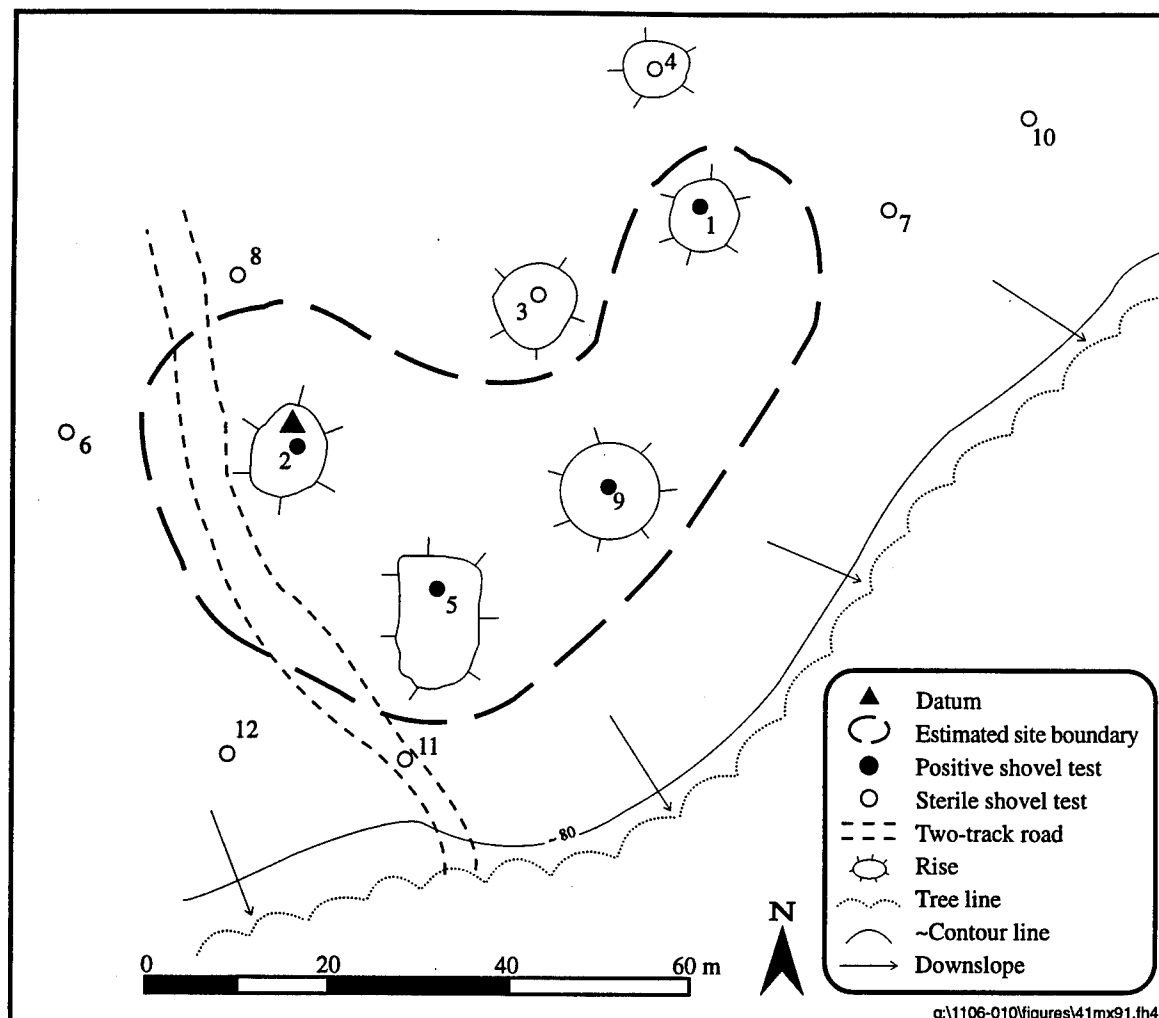 4
10
1
7
8
3
6
2
9
5
12
11
- 80
Datum
Estimated site boundary
Positive shovel test
Sterile shovel test
Two-track road
Rise
Tree line
~Contour line
Downslope
N
0 20 40 60 m
g:\1106-010\figures\41mx91.fh4